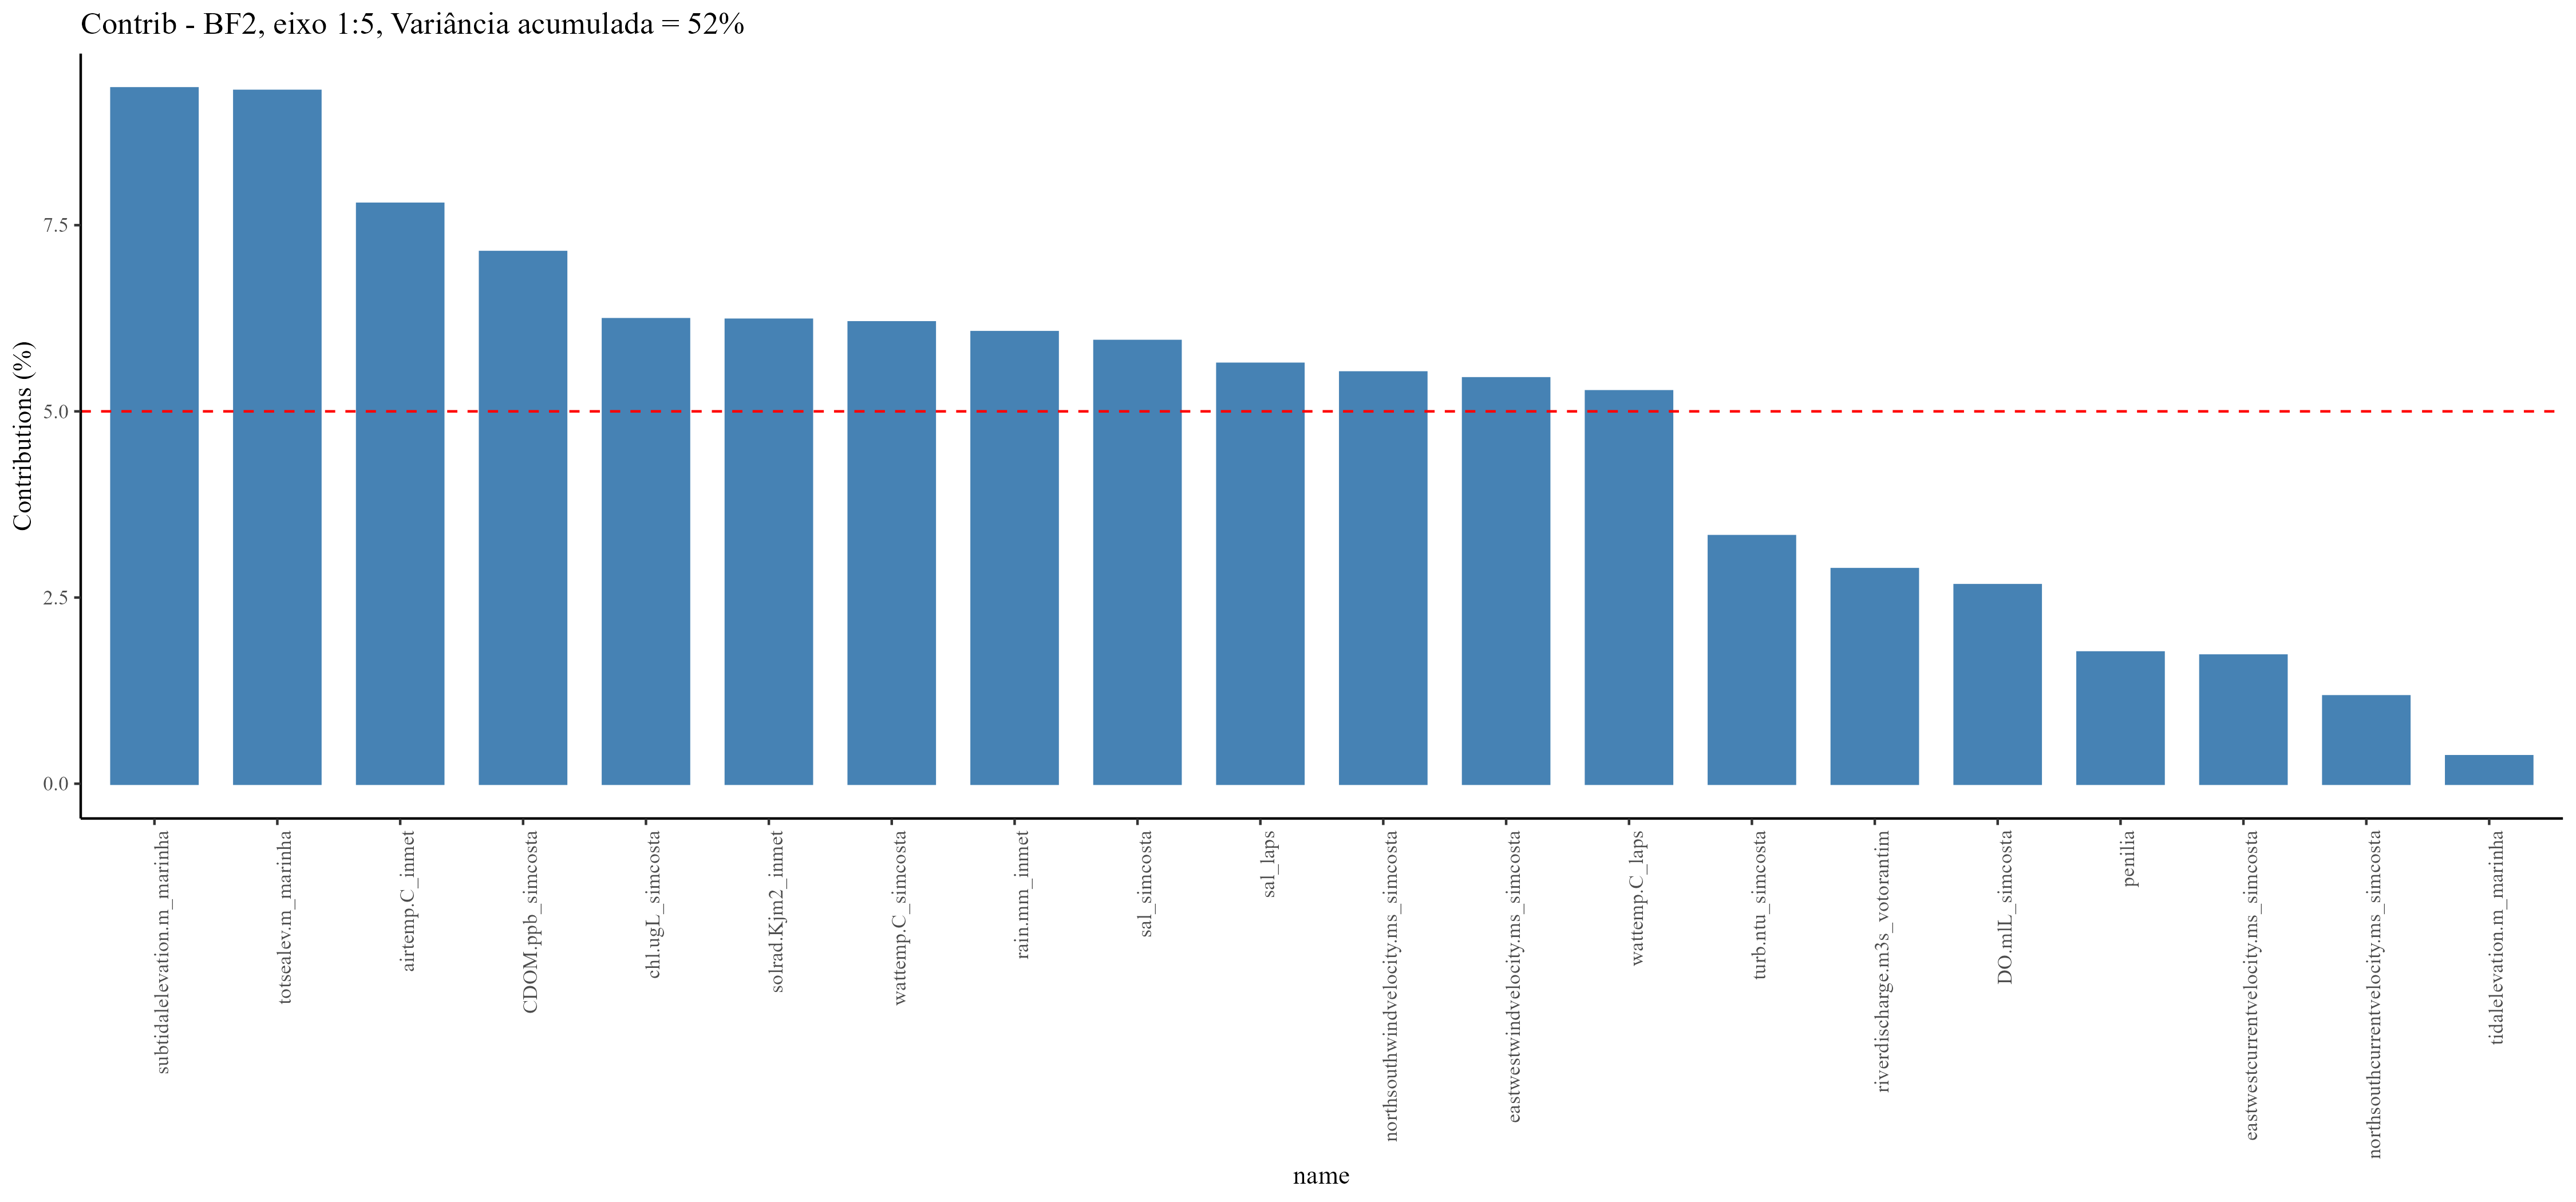 Contrib - BF2, eixo 1:5, Variância acumulada = 52%
Contributions (%)
7.5
5.0
2.5
0.0
subtidalelevation.m_marinha
totsealev.m_marinha
airtemp.C_inmet
CDOM.ppb_simcosta
chl.ugL_simcosta
solrad.Kjm2_inmet
wattemp.C_simcosta
rain.mm_inmet
sal_simcosta
sal_laps
northsouthwindvelocity.ms_simcosta
eastwestwindvelocity.ms_simcosta
wattemp.C_laps
turb.ntu_simcosta
riverdischarge.m3s_votorantim
DO.mlL_simcosta
penilia
eastwestcurrentvelocity.ms_simcosta
northsouthcurrentvelocity.ms_simcosta
tidalelevation.m_marinha
name